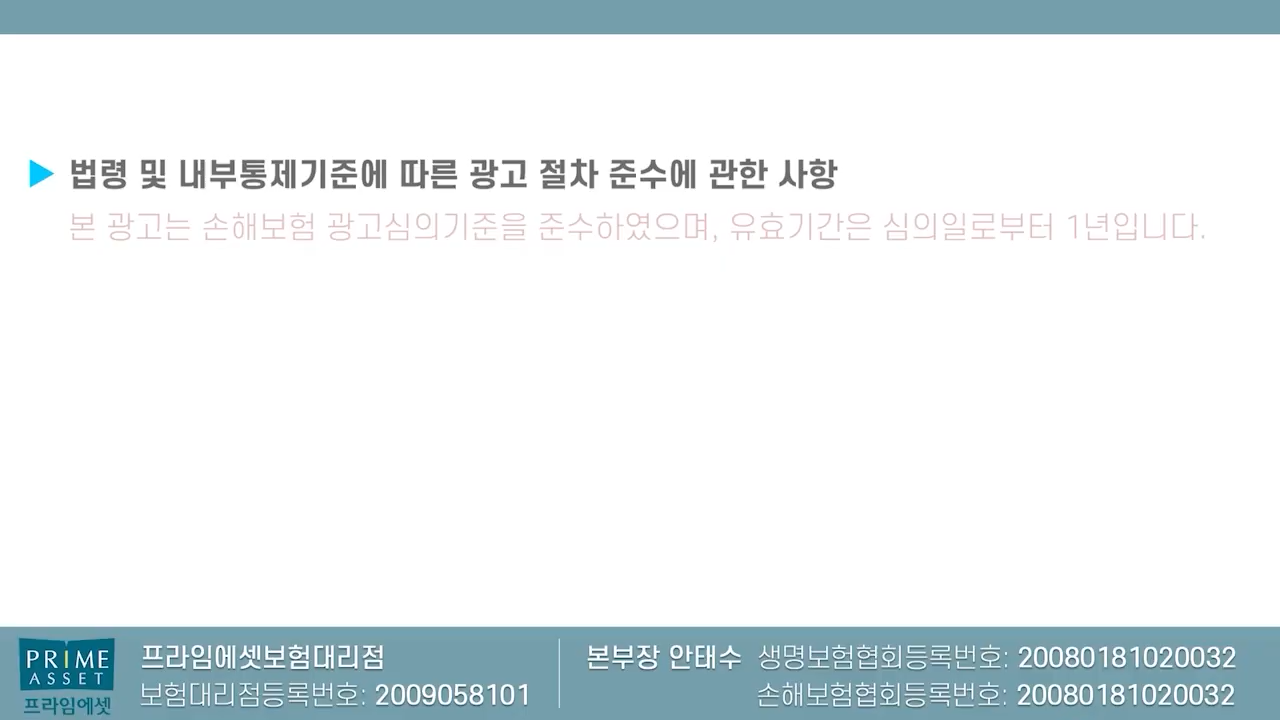 법령 및 내부통제기준에 따른 광고 절차 준수에 관한 사항
본 광고는 손해보험 광고심의기준을 준수하였으며, 유효기간은 심의일로부터 1년입니다.
PRIME
ASSET
프라임에셋
프라임에셋보험대리점
보험대리점등록번호: 2009058101
본부장 안태수 생명보험협회등록번호: 20080181020032
손해보험협회등록번호: 20080181020032